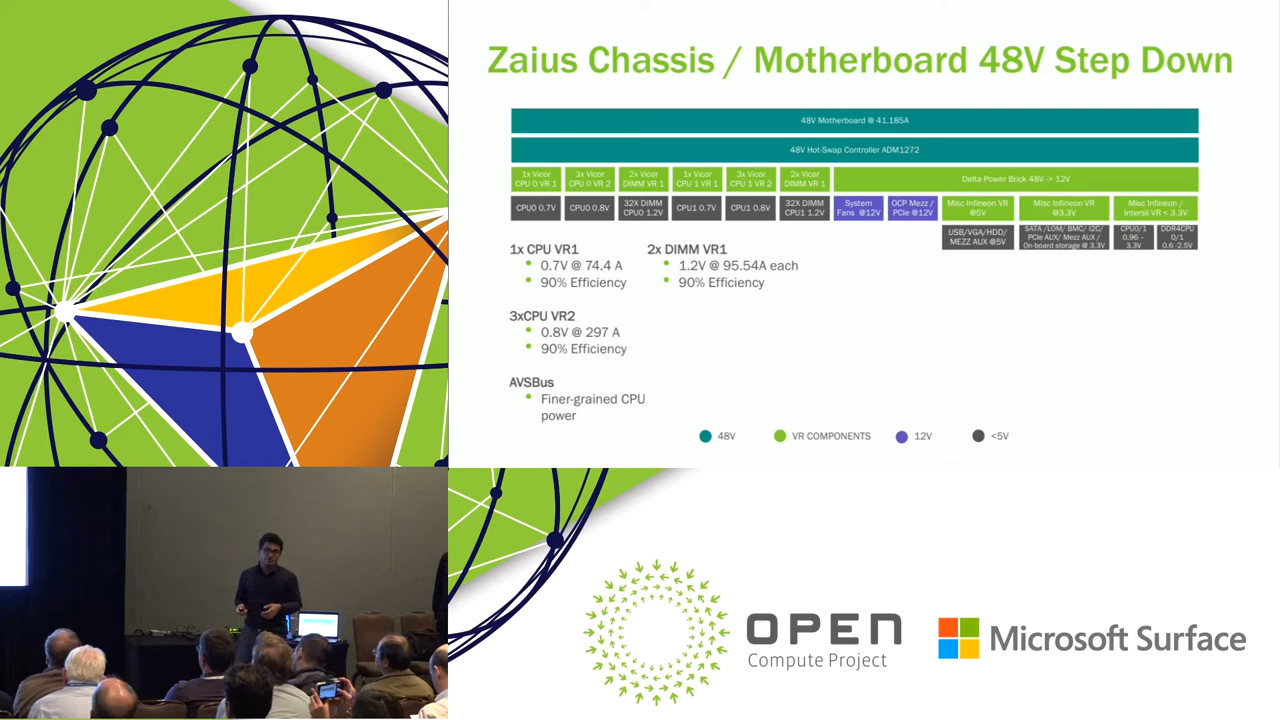 Zaius Chassis / Motherboard 48V Step Down
48V Motherboard @ 41.185A
48V Hot-Swap Controller ADM1272
1x Vicor
CPU 0 VR 1
3x Vicor
CPU 0 VR 2
2x Vicor
DIMM VR 1
1x Vicor
CPU 1 VR 1
3x Vicor
CPU 1 VR 2
2x Vicor
DIMM VR 1
Delta Power Brick 48V -> 12V
CPU0 0.7V
CPU0 0.8V
32X DIMM
CPU0 1.2V
CPU1 0.7V
CPU1 0.8V
32X DIMM
CPU1 1.2V
System
Fans @12V
OCP Mezz /
PCIe @12V
Misc Infineon VR
@5V
Misc Infineon VR
@3.3V
Misc Infineon /
Intersil VR < 3.3V
USB/VGA/HDD/
MEZZ AUX @5V
SATA /LOM/ BMC/ I2C/
PCIe AUX/ Mezz AUX /
On-board storage @ 3.3V
CPU0/1
0.96 –
3.3V
DDR4CPU
0/1
0.6 -2.5V
1x CPU VR1
• 0.7V @ 74.4 A
• 90% Efficiency
2x DIMM VR1
• 1.2V @ 95.54A each
• 90% Efficiency
3xCPU VR2
• 0.8V @ 297 A
• 90% Efficiency
AVSBus
• Finer-grained CPU
power
48V
VR COMPONENTS
12V
<5V
OPEN
Compute Project
Microsoft Surface